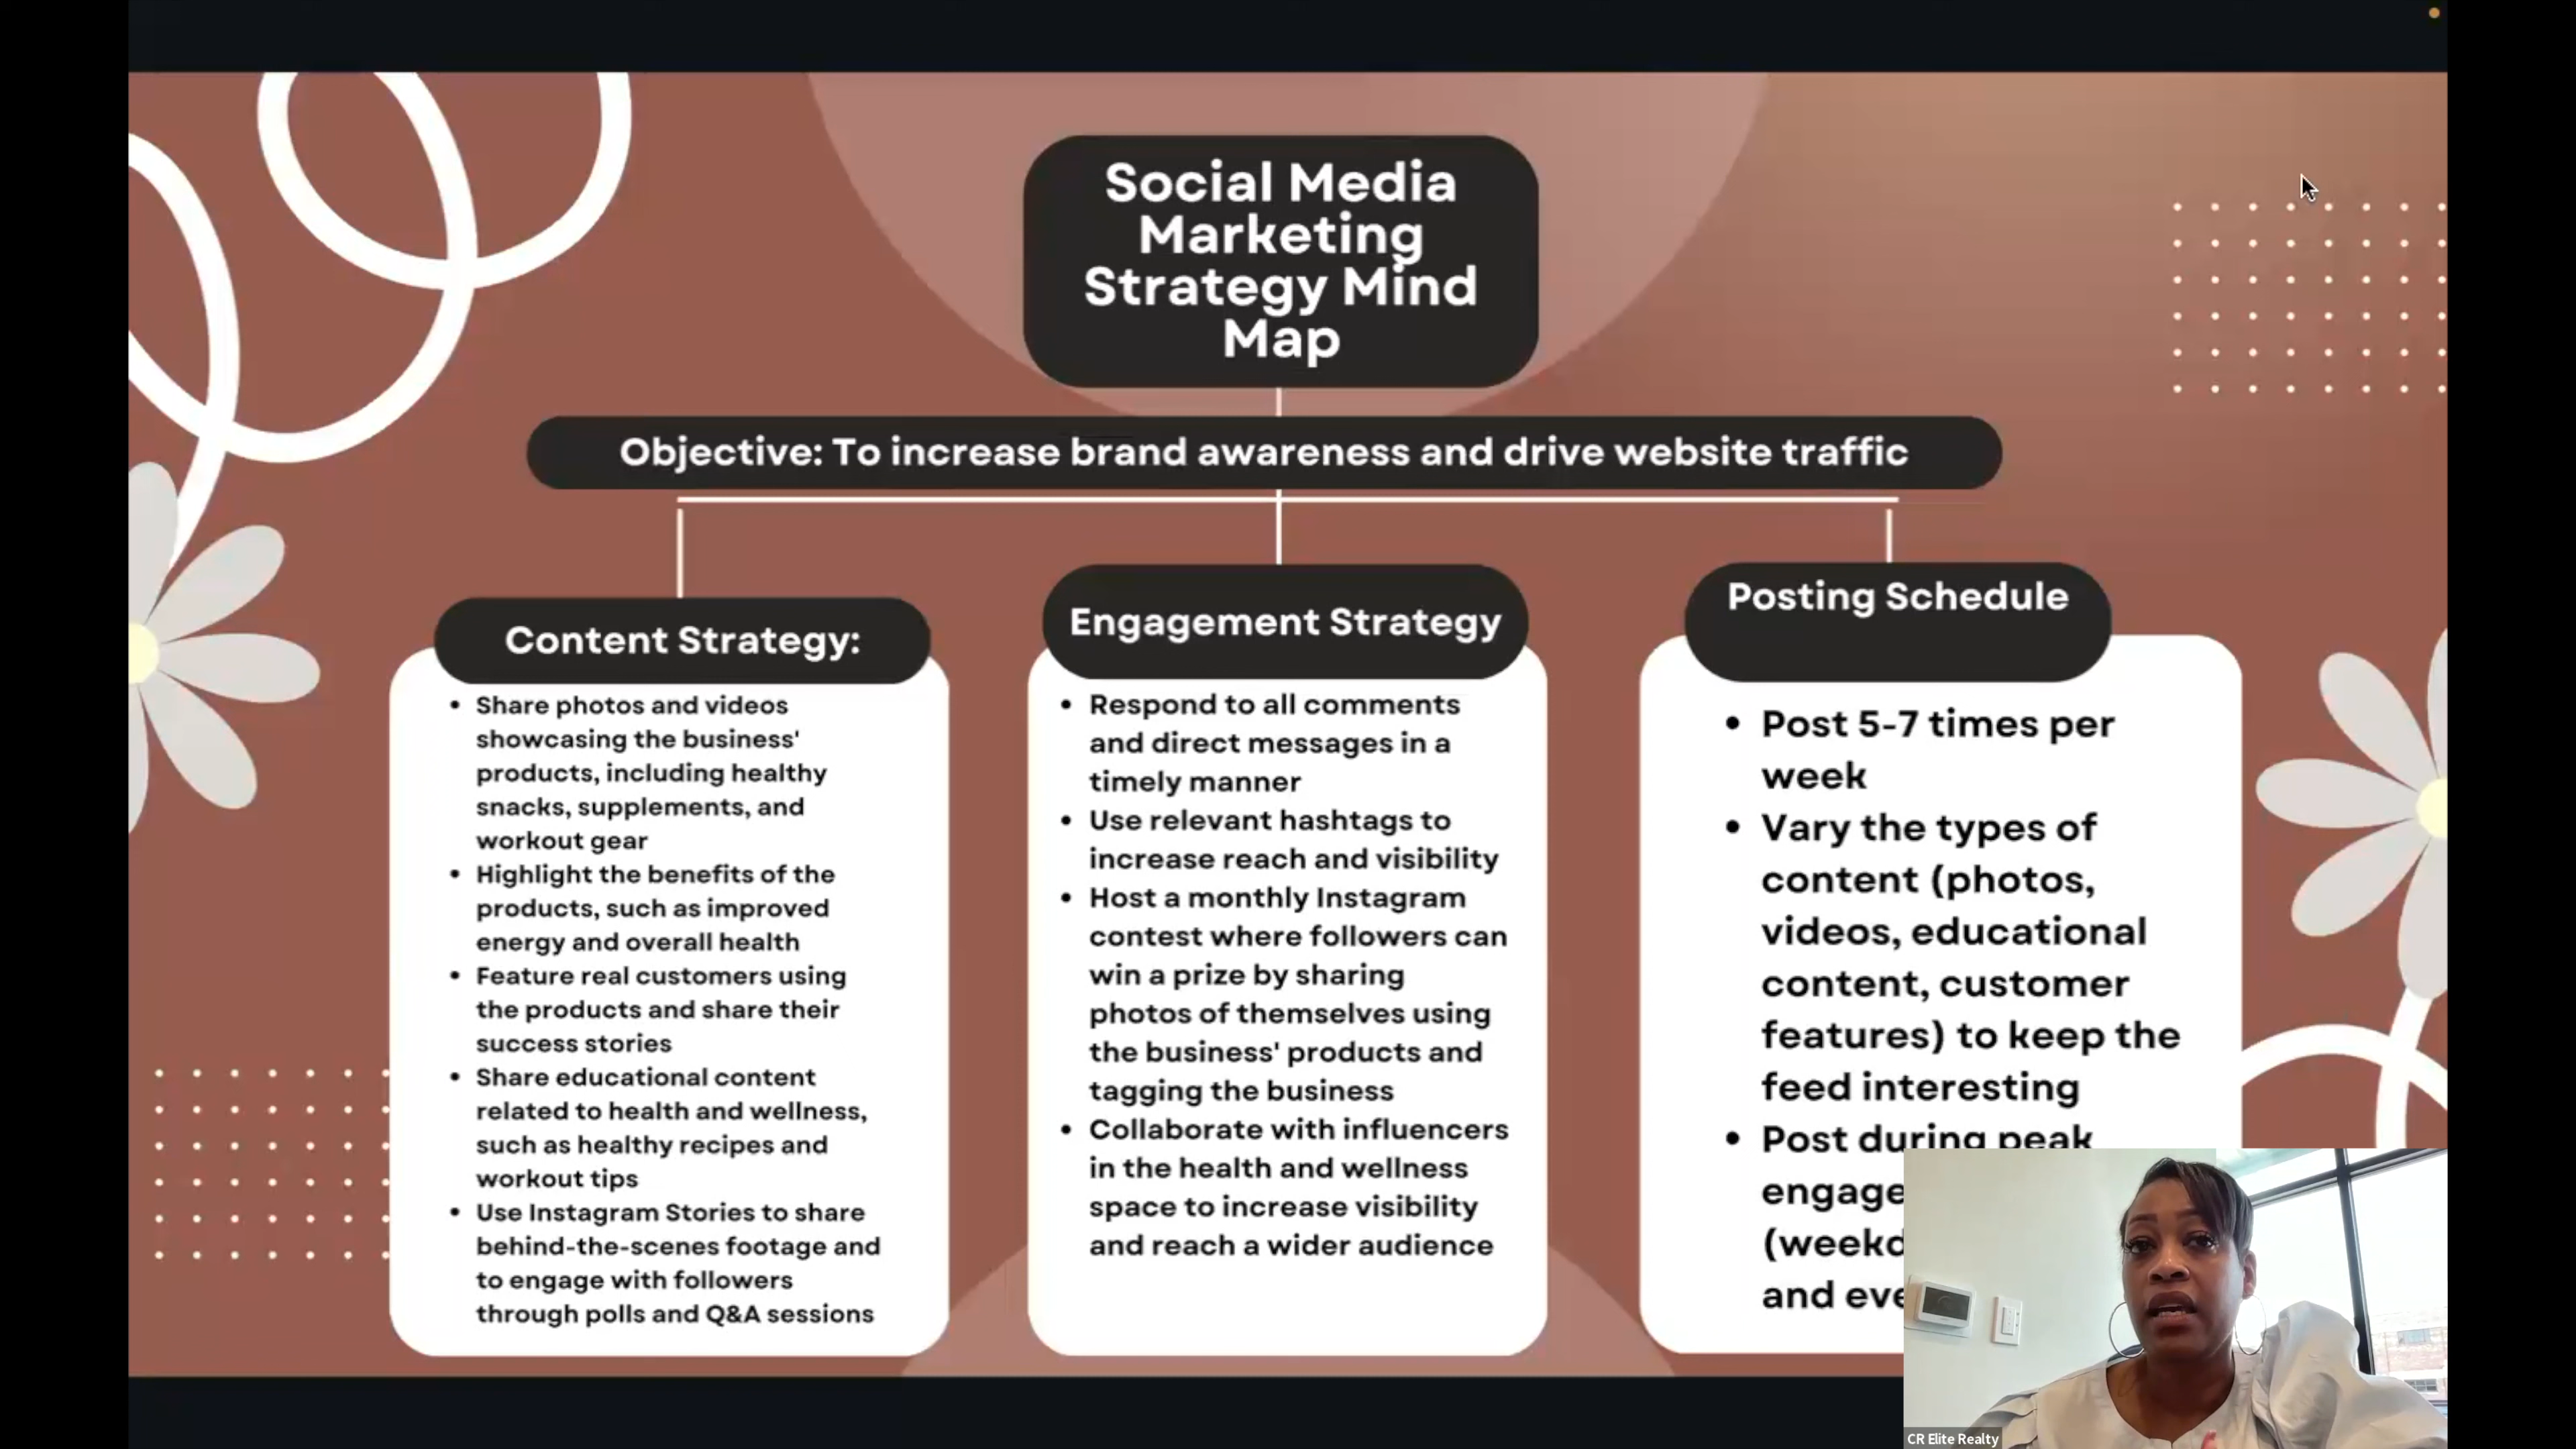 Social Media
Marketing
Strategy Mind
Map
Objective: To increase brand awareness and drive website traffic
Content Strategy:
• Share photos and videos
showcasing the business'
products, including healthy
snacks, supplements, and
workout gear
• Highlight the benefits of the
products, such as improved
energy and overall health
• Feature real customers using
the products and share their
success stories
• Share educational content
related to health and wellness,
such as healthy recipes and
workout tips
• Use Instagram Stories to share
behind-the-scenes footage and
to engage with followers
through polls and Q&A sessions
Engagement Strategy
• Respond to all comments
and direct messages in a
timely manner
• Use relevant hashtags to
increase reach and visibility
• Host a monthly Instagram
contest where followers can
win a prize by sharing
photos of themselves using
the business' products and
tagging the business
• Collaborate with influencers
in the health and wellness
space to increase visibility
and reach a wider audience
Posting Schedule
• Post 5-7 times per
week
• Vary the types of
content (photos,
videos, educational
content, customer
features) to keep the
feed interesting
• Post during peak
and
CR Elite Realty